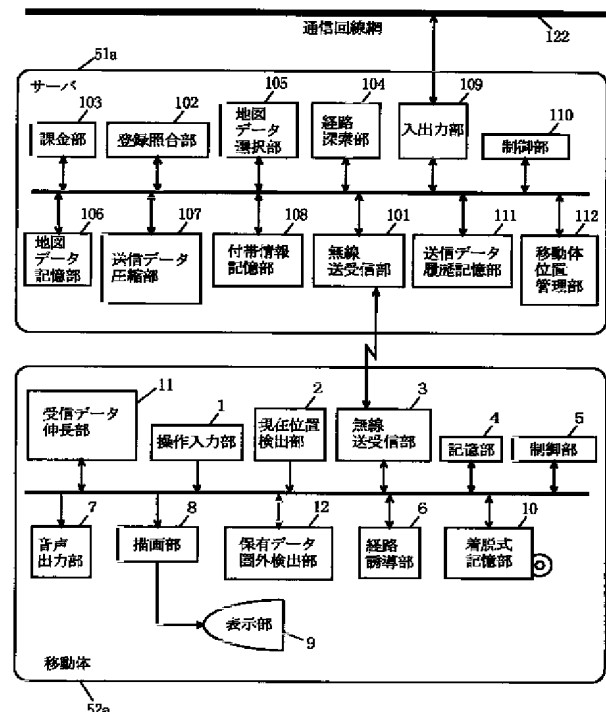 通信回線網
122
51a
サーバ
103
102
105
104
109
110
課金部
登録照合部
地図
データ
選択部
経路
探索部
入出力部
制御部
106
107
108
101
111
112
地図
データ
記憶部
送信データ
圧縮部
付帯情報
記憶部
無線
送受信部
送信データ
履歴記憶部
移動体
位置
管理部
11
1
2
3
4
5
受信データ
伸長部
操作入力部
現在位置
検出部
無線
送受信部
記憶部
制御部
7
8
12
6
10
音声
出力部
描画部
保有データ
圏外検出部
経路
誘導部
着脱式
記憶部
表示部
9
移動体
52a